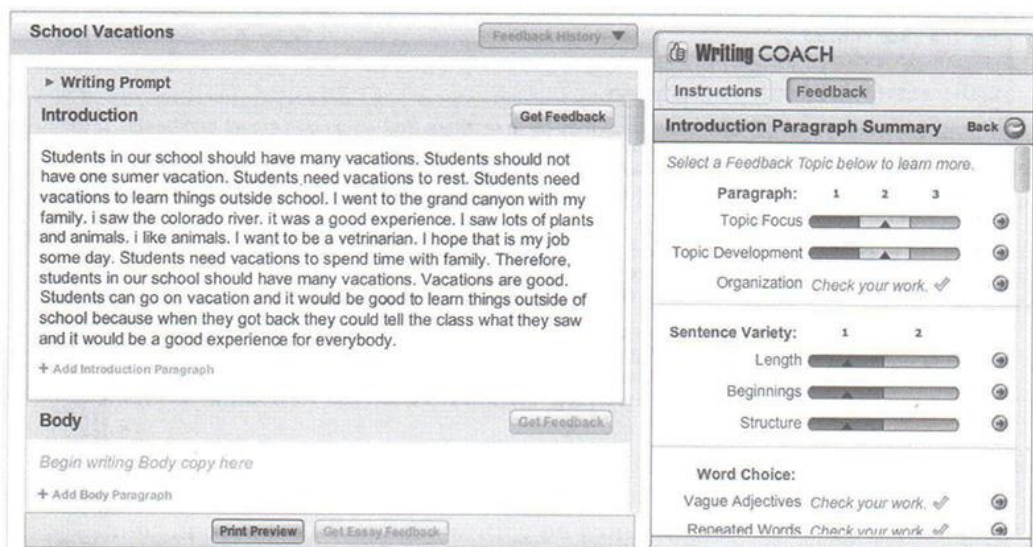 School Vacations
Feedback History ▼
► Writing Prompt
Introduction
Get Feedback
Students in our school should have many vacations. Students should not
have one sumer vacation. Students need vacations to rest. Students need
vacations to learn things outside school. I went to the grand canyon with my
family. i saw the colorado river. it was a good experience. I saw lots of plants
and animals. i like animals. I want to be a vetrinarian. I hope that is my job
some day. Students need vacations to spend time with family. Therefore,
students in our school should have many vacations. Vacations are good.
Students can go on vacation and it would be good to learn things outside of
school because when they got back they could tell the class what they saw
and it would be a good experience for everybody.
+ Add Introduction Paragraph
Body
Get Feedback
Begin writing Body copy here
+ Add Body Paragraph
Print Preview
Get Essay Feedback
Writing COACH
Instructions
Feedback
Introduction Paragraph Summary
Back
Select a Feedback Topic below to learn more.
Paragraph: 1 2 3
Topic Focus
Topic Development
Organization Check your work.
Sentence Variety: 1 2
Length
Beginnings
Structure
Word Choice:
Vague Adjectives Check your work.
Repeated Words Check your work.